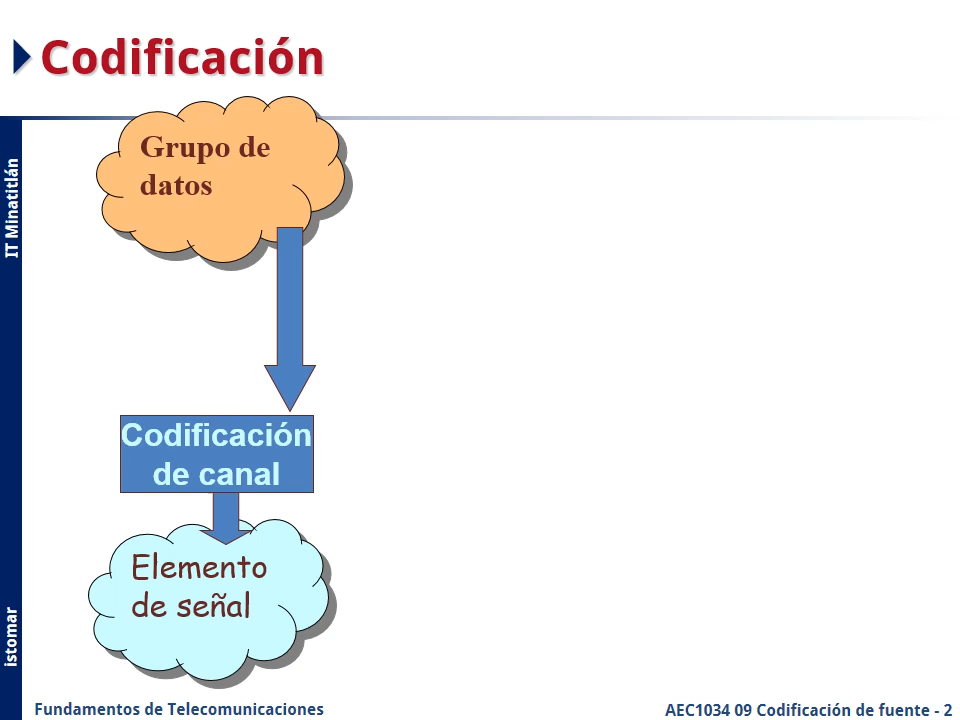 Codificación
Grupo de
datos
Codificación
de canal
Elemento
de señal
IT Minatitlán
istomar
Fundamentos de Telecomunicaciones
AEC1034 09 Codificación de fuente - 2